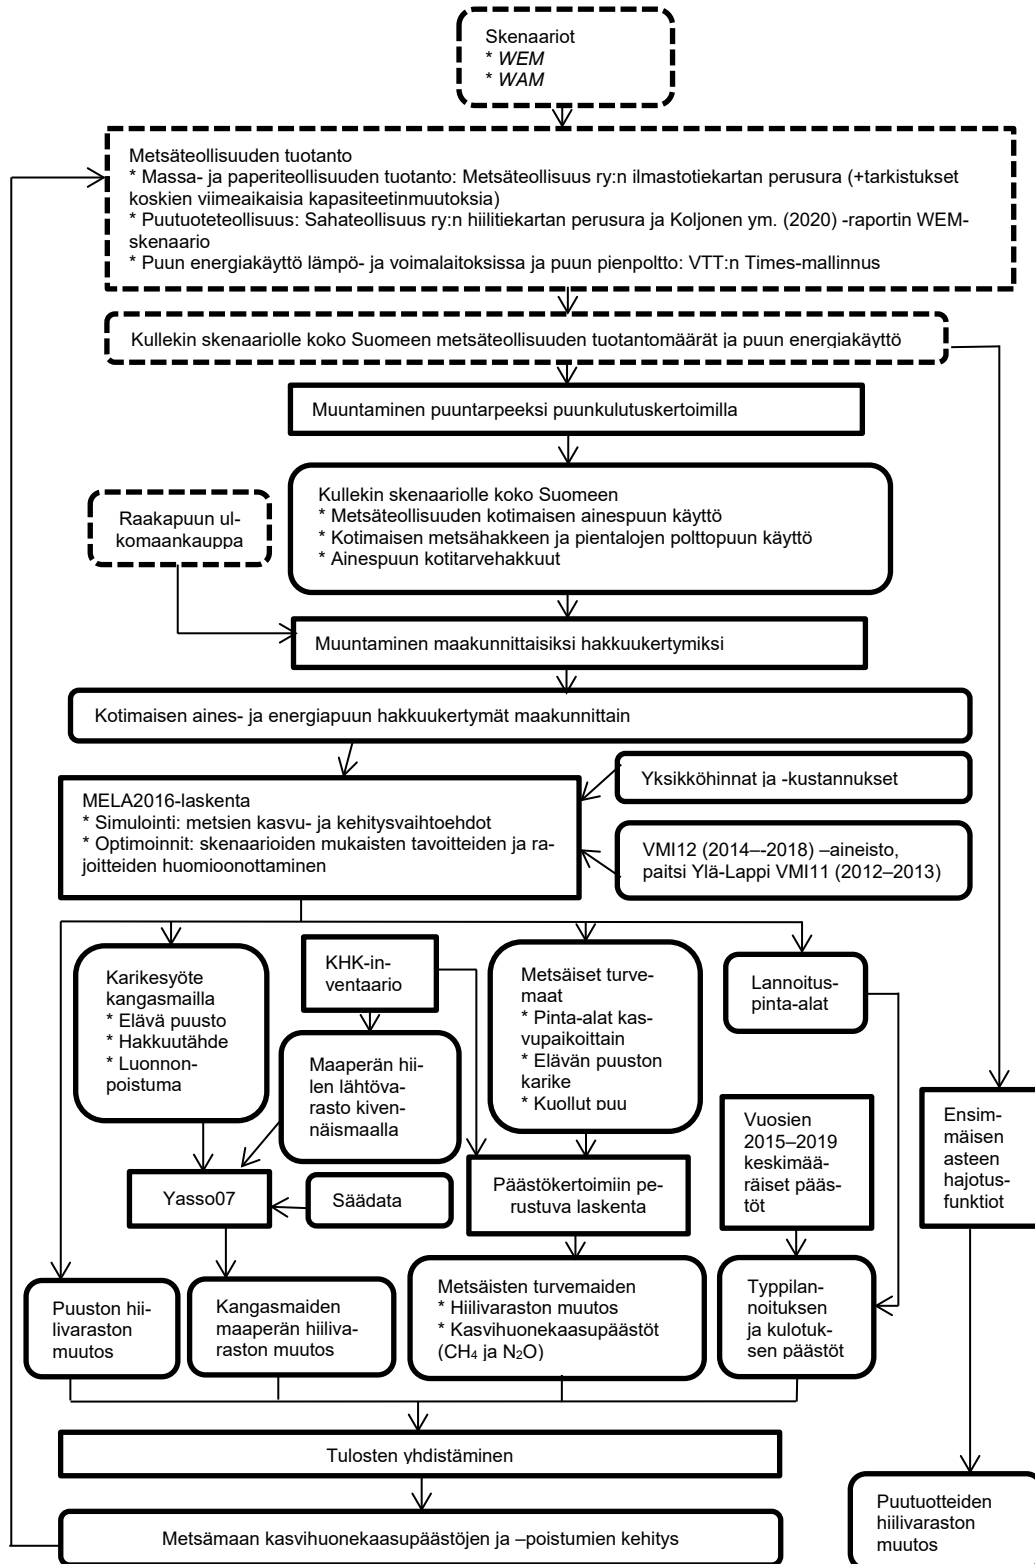 Skenaariot
* WEM
* WAM
Metsäteollisuuden tuotanto
* Massa- ja paperiteollisuuden tuotanto: Metsäteollisuus ry:n ilmastotiekartan perusura (+tarkistukset
koskien viimeaikaisia kapasiteetinmuutoksia)
* Puutuoteteollisuus: Sahateollisuus ry:n hiilitiekartan perusura ja Koljonen ym. (2020) -raportin WEM-
skenaario
* Puun energiakäyttö lämpö- ja voimalaitoksissa ja puun pienpoltto: VTT:n Times-mallinnus
Kullekin skenaariolle koko Suomeen metsäteollisuuden tuotantomäärät ja puun energiakäyttö
Muuntaminen puuntarpeeksi puunkulutuskertoimilla
Kullekin skenaariolle koko Suomeen
* Metsäteollisuuden kotimaisen ainespuun käyttö
* Kotimaisen metsähakkeen ja pientalojen polttopuun käyttö
* Ainespuun kotitarvehakkuut
Raakapuun ul-
komaankauppa
Muuntaminen maakunnittaisiksi hakkuukertymiksi
Kotimaisen aines- ja energiapuun hakkuukertymät maakunnittain
MELA2016-laskenta
* Simulointi: metsien kasvu- ja kehitysvaihtoehdot
* Optimoinnit: skenaarioiden mukaisten tavoitteiden ja ra-
joitteiden huomioonottaminen
Yksikköhinnat ja -kustannukset
VMI12 (2014–-2018) –aineisto,
paitsi Ylä-Lappi VMI11 (2012–2013)
Karikesyöte
kangasmailla
* Elävä puusto
* Hakkuutähde
* Luonnon-
poistuma
KHK-in-
ventaario
Maaperän hii-
len lähtöva-
rasto kiven-
näismaalla
Metsäiset turve-
maat
* Pinta-alat kas-
vupaikoittain
* Elävän puuston
karike
* Kuollut puu
Lannoitus-
pinta-alat
Vuosien
2015–2019
keskimää-
räiset pääs-
töt
Ensim-
mäisen
asteen
hajotus-
funktiot
Yasso07
Säädata
Päästökertoimiin pe-
rustuva laskenta
Puuston hii-
livaraston
muutos
Kangasmaiden
maaperän hiiliva-
raston muutos
Metsäisten turvemaiden
* Hiilivaraston muutos
* Kasvihuonekaasupäästöt
(CH₄ ja N₂O)
Typpilan-
noituksen
ja kulotuk-
sen päästöt
Tulosten yhdistäminen
Metsämaan kasvihuonekaasupäästöjen ja –poistumien kehitys
Puutuotteiden
hiilivaraston
muutos